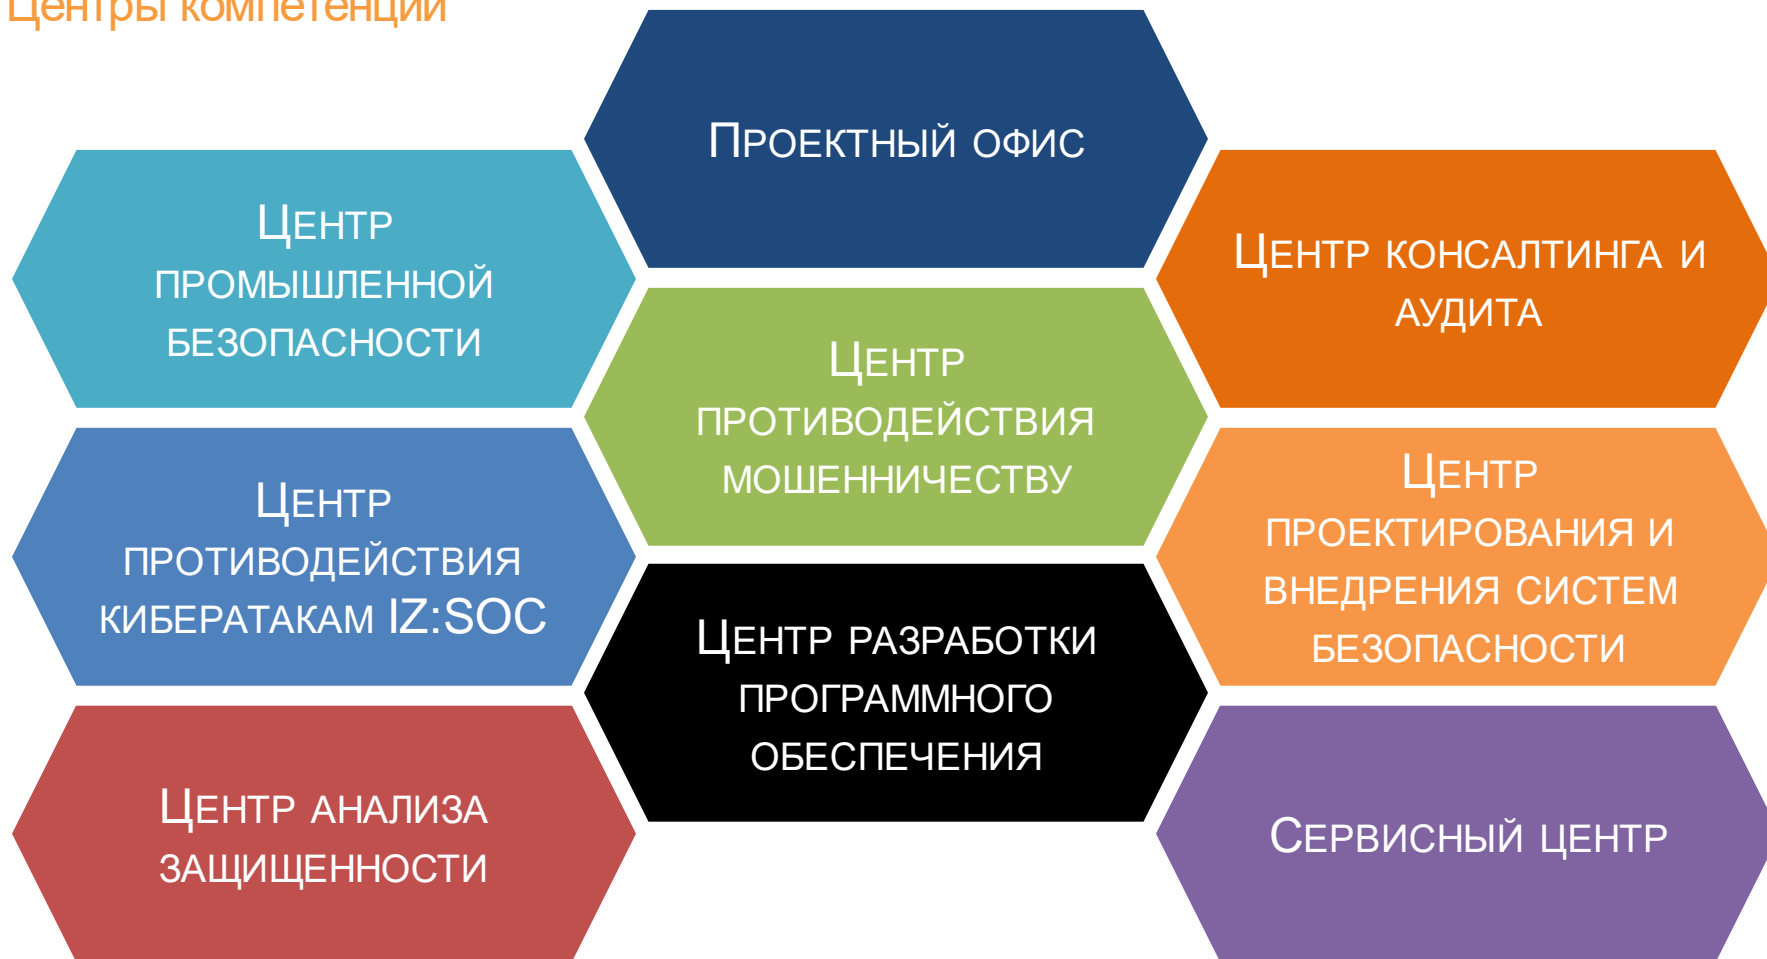 Центры компетенции
Проектный офис
Центр
промышленной
безопасности
Центр консалтинга и
аудита
Центр
противодействия
мошенничеству
Центр
противодействия
кибератакам IZ:SOC
Центр
проектирования и
внедрения систем
безопасности
Центр разработки
программного
обеспечения
Центр анализа
защищенности
Сервисный центр